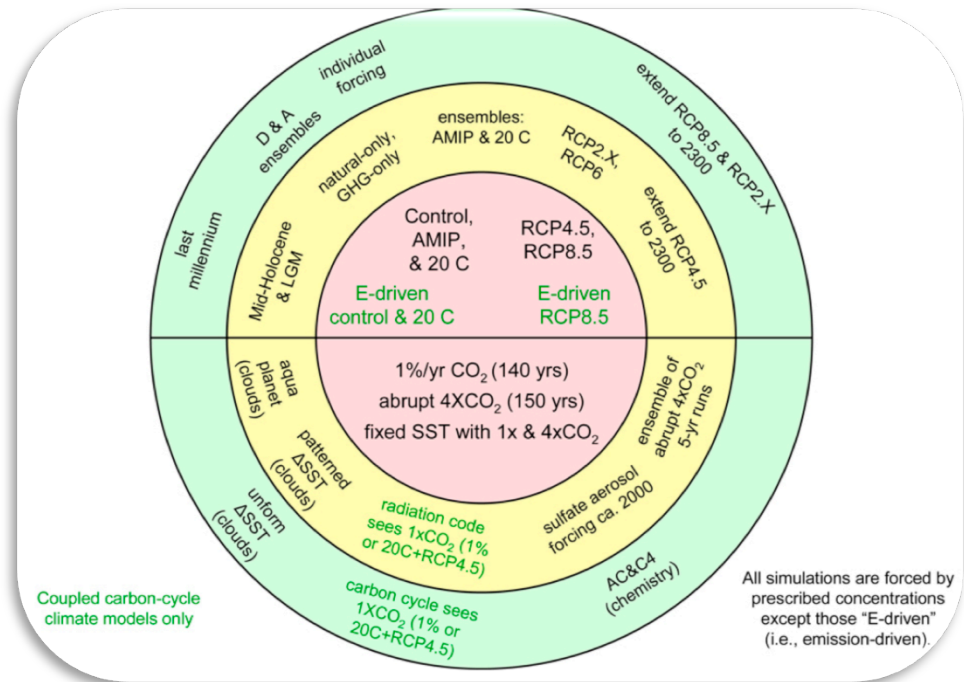 individual
forcing
D & A
ensembles
last
millennium
extend RCP8.5 & RCP2.X
to 2300
ensembles:
AMIP & 20 C
natural-only,
GHG-only
Mid-Holocene
& LGM
RCP2.X,
RCP6
extend RCP4.5
to 2300
Control,
AMIP,
& 20 C
RCP4.5,
RCP8.5
E-driven
control & 20 C
E-driven
RCP8.5
1%/yr CO₂ (140 yrs)
abrupt 4XCO₂ (150 yrs)
fixed SST with 1x & 4xCO₂
aqua
planet
(clouds)
patterned
ΔSST
(clouds)
unform
ΔSST
(clouds)
radiation code
sees 1xCO₂ (1%
or 20C+RCP4.5)
carbon cycle sees
1XCO₂ (1% or
20C+RCP4.5)
ensemble of
abrupt 4xCO₂
5-yr runs
sulfate aerosol
forcing ca. 2000
AC&C4
(chemistry)
Coupled carbon-cycle
climate models only
All simulations are forced by
prescribed concentrations
except those “E-driven”
(i.e., emission-driven).